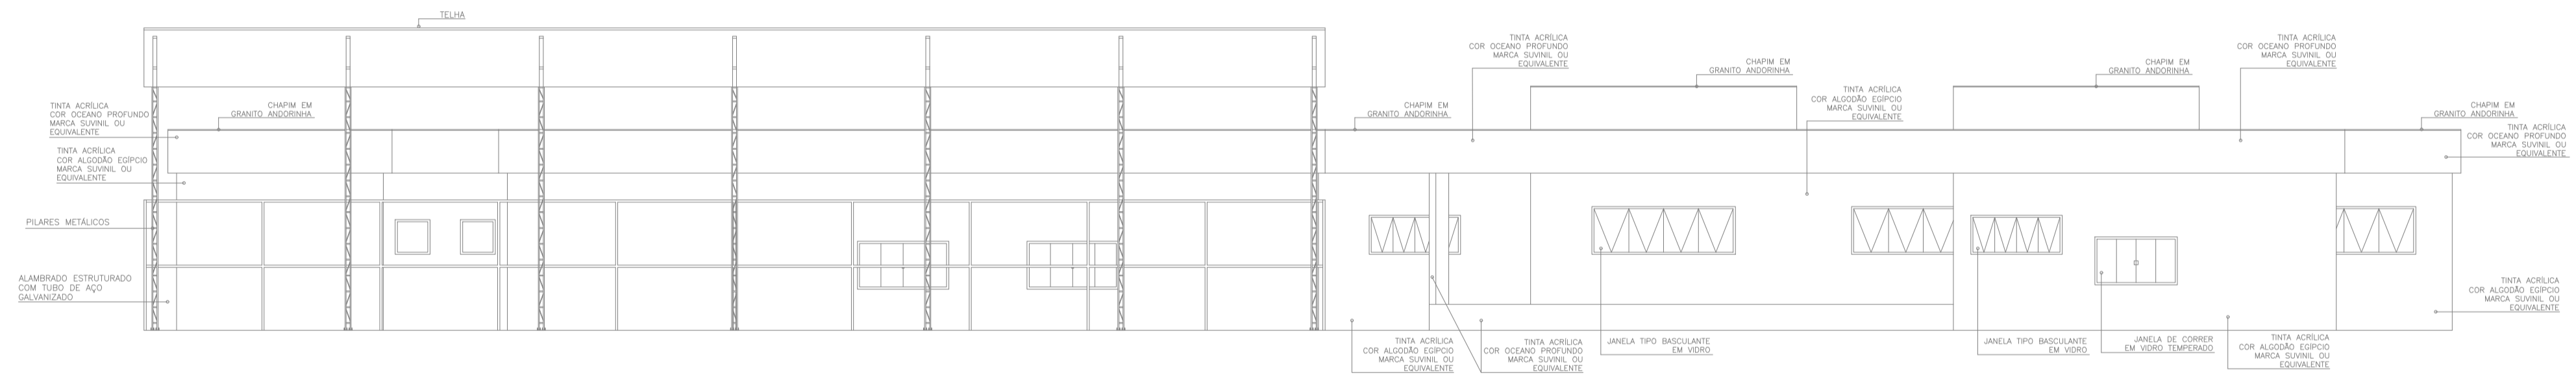 TELHA
TINTA ACRÍLICA
COR OCEANO PROFUNDO
MARCA SUVINIL OU
EQUIVALENTE
CHAPIM EM
GRANITO ANDORINHA
TINTA ACRÍLICA
COR ALGODÃO EGÍPCIO
MARCA SUVINIL OU
EQUIVALENTE
PILARES METÁLICOS
ALAMBRADO ESTRUTURADO
COM TUBO DE AÇO
GALVANIZADO
CHAPIM EM
GRANITO ANDORINHA
TINTA ACRÍLICA
COR OCEANO PROFUNDO
MARCA SUVINIL OU
EQUIVALENTE
CHAPIM EM
GRANITO ANDORINHA
TINTA ACRÍLICA
COR ALGODÃO EGÍPCIO
MARCA SUVINIL OU
EQUIVALENTE
CHAPIM EM
GRANITO ANDORINHA
TINTA ACRÍLICA
COR OCEANO PROFUNDO
MARCA SUVINIL OU
EQUIVALENTE
CHAPIM EM
GRANITO ANDORINHA
TINTA ACRÍLICA
COR OCEANO PROFUNDO
MARCA SUVINIL OU
EQUIVALENTE
TINTA ACRÍLICA
COR ALGODÃO EGÍPCIO
MARCA SUVINIL OU
EQUIVALENTE
TINTA ACRÍLICA
COR ALGODÃO EGÍPCIO
MARCA SUVINIL OU
EQUIVALENTE
TINTA ACRÍLICA
COR OCEANO PROFUNDO
MARCA SUVINIL OU
EQUIVALENTE
JANELA TIPO BASCULANTE
EM VIDRO
JANELA TIPO BASCULANTE
EM VIDRO
JANELA DE CORRER
EM VIDRO TEMPERADO
TINTA ACRÍLICA
COR ALGODÃO EGÍPCIO
MARCA SUVINIL OU
EQUIVALENTE